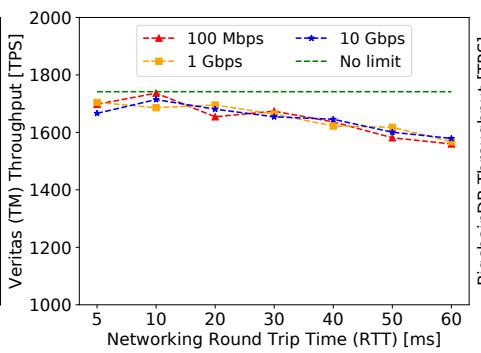 2000
1800
1600
1400
1200
1000
Veritas (TM) Throughput [TPS]
100 Mbps
1 Gbps
10 Gbps
No limit
5 10 20 30 40 50 60
Networking Round Trip Time (RTT) [ms]